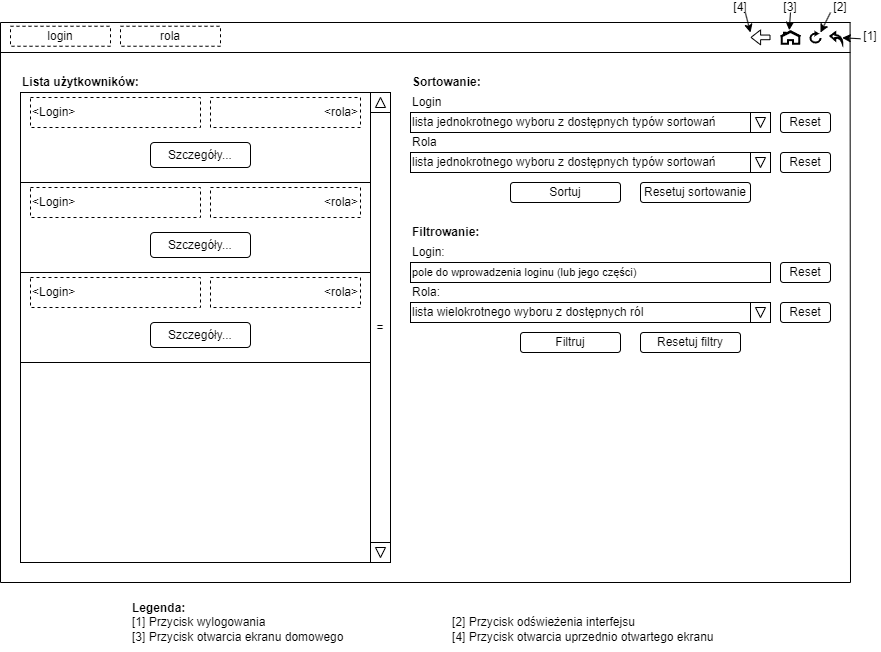 [4] [3] [2]
login rola
[1]
Lista użytkowników:
<Login> <rola>
Szczegóły...
<Login> <rola>
Szczegóły...
<Login> <rola>
Szczegóły...
=
Sortowanie:
Login
lista jednokrotnego wyboru z dostępnych typów sortowań Reset
Rola
lista jednokrotnego wyboru z dostępnych typów sortowań Reset
Sortuj Resetuj sortowanie
Filtrowanie:
Login:
pole do wprowadzenia loginu (lub jego części) Reset
Rola:
lista wielokrotnego wyboru z dostępnych ról Reset
Filtruj Resetuj filtry
Legenda:
[1] Przycisk wylogowania [2] Przycisk odświeżenia interfejsu
[3] Przycisk otwarcia ekranu domowego [4] Przycisk otwarcia uprzednio otwartego ekranu